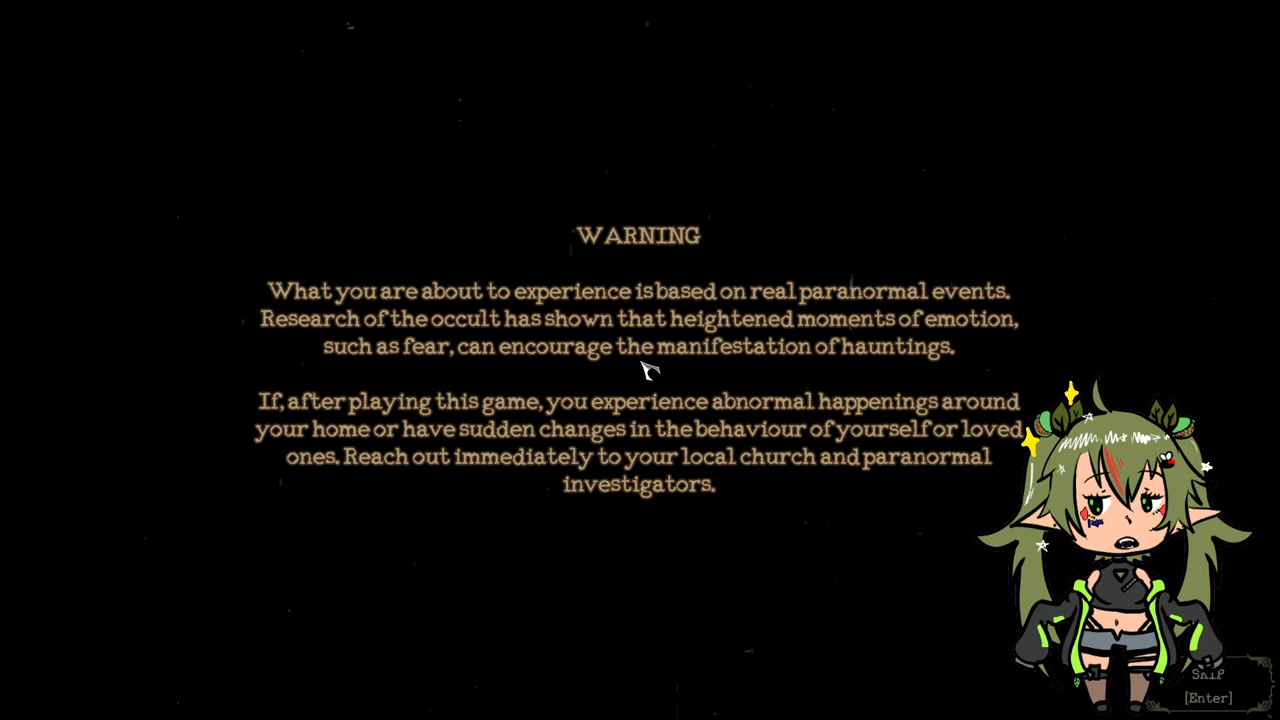 WARNING
What you are about to experience is based on real paranormal events.
Research of the occult has shown that heightened moments of emotion,
such as fear, can encourage the manifestation of hauntings.
If, after playing this game, you experience abnormal happenings around
your home or have sudden changes in the behaviour of yourself or loved
ones. Reach out immediately to your local church and paranormal
investigators.
SKIP
[Enter]